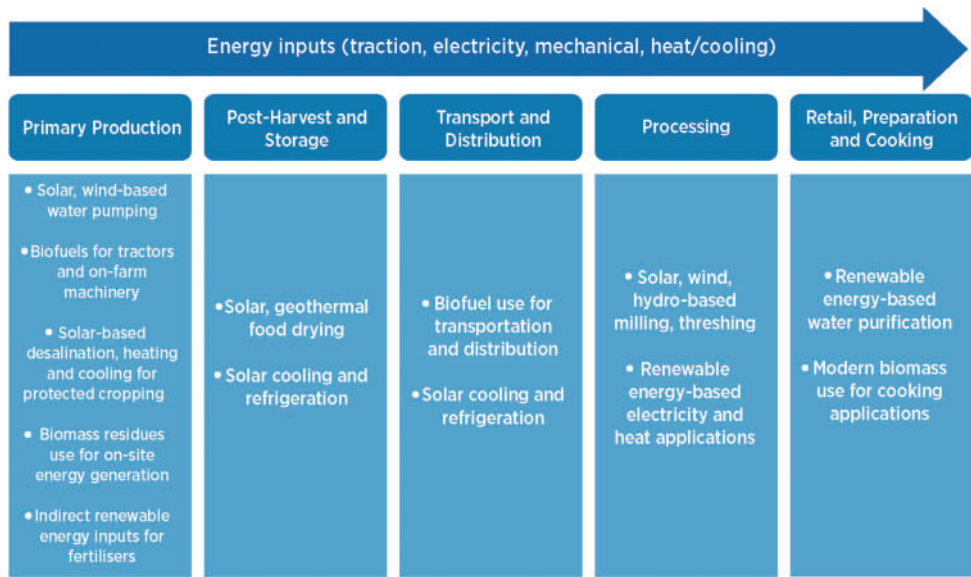 Energy inputs (traction, electricity, mechanical, heat/cooling)
Primary Production
• Solar, wind-based
water pumping
• Biofuels for tractors
and on-farm
machinery
• Solar-based
desalination, heating
and cooling for
protected cropping
• Biomass residues
use for on-site
energy generation
• Indirect renewable
energy inputs for
fertilisers
Post-Harvest and
Storage
• Solar, geothermal
food drying
• Solar cooling and
refrigeration
Transport and
Distribution
• Biofuel use for
transportation
and distribution
• Solar cooling and
refrigeration
Processing
• Solar, wind,
hydro-based
milling, threshing
• Renewable
energy-based
electricity and
heat applications
Retail, Preparation
and Cooking
• Renewable
energy-based
water purification
• Modern biomass
use for cooking
applications